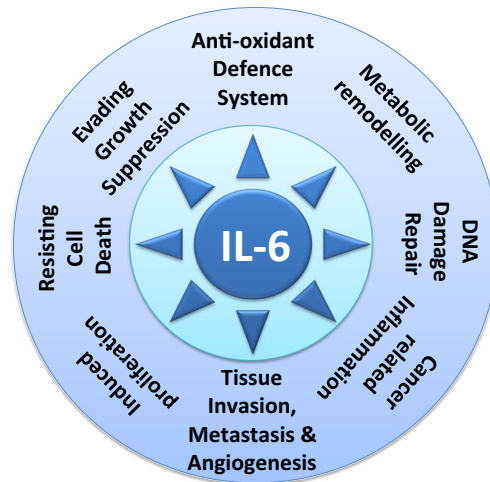 Anti-oxidant
Defence
System
Metabolic
remodelling
DNA
Damage
Repair
Cancer
related
Inflammation
Tissue
Invasion,
Metastasis &
Angiogenesis
Induced
proliferation
Resisting
Cell
Death
Evading
Growth
Suppression
IL-6